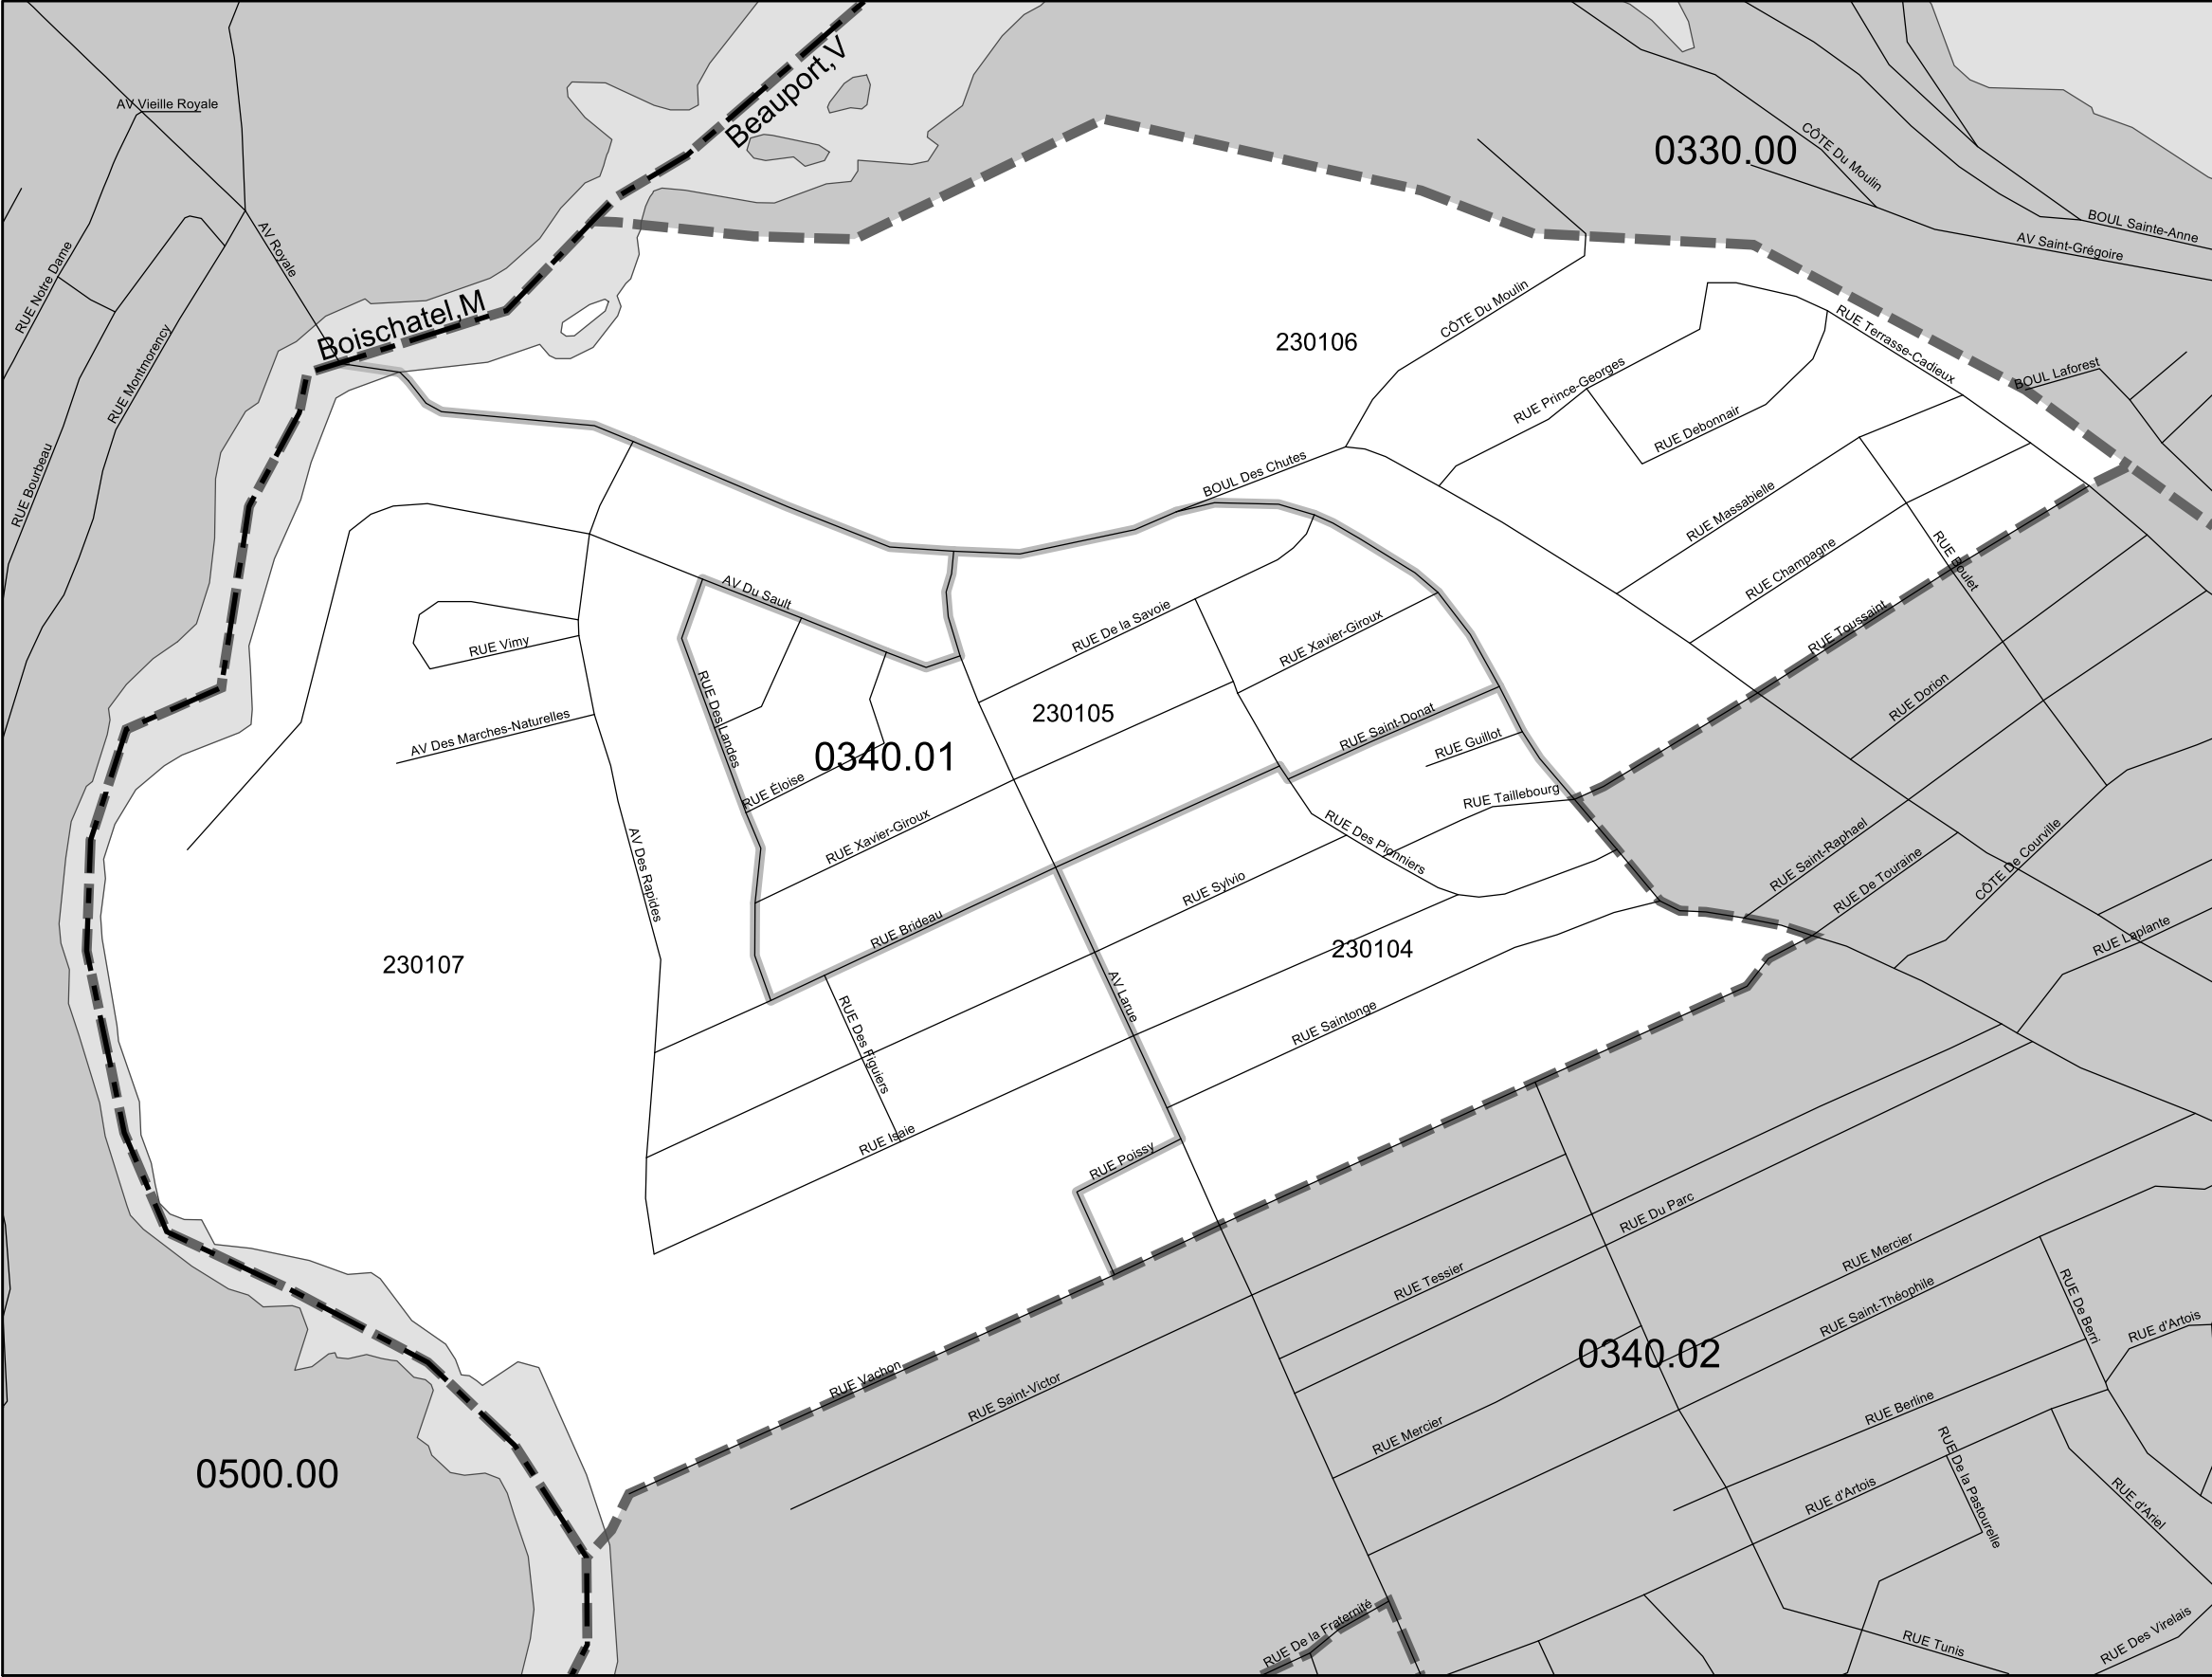 Beauport,V
AV Vieille Royale
0330.00
CÔTE Du Moulin
BOUL Sainte-Anne
AV Saint-Grégoire
AV Royale
RUE Notre Dame
Boischatel,M
CÔTE Du Moulin
230106
RUE Terrasse-Cadieux
RUE Montmorency
BOUL Laforest
RUE Prince-Georges
RUE Debonnair
RUE Bourbeau
BOUL Des Chutes
RUE Massabielle
RUE Boulet
RUE Champagne
AV Du Sault
RUE De la Savoie
RUE Xavier-Giroux
RUE Toussaint
RUE Vimy
RUE Des Landes
RUE Dorion
230105
AV Des Marches-Naturelles
RUE Saint-Donat
RUE Guillot
0340.01
RUE Éloise
RUE Taillebourg
RUE Xavier-Giroux
RUE Des Pionniers
RUE Saint-Raphael
AV Des Rapides
RUE De Touraine
CÔTE De Courville
RUE Sylvio
RUE Brideau
RUE Laplante
230104
230107
AV Larue
RUE Des Figuiers
RUE Saintonge
RUE Isaie
RUE Poissy
RUE Du Parc
RUE Mercier
RUE Tessier
RUE Saint-Théophile
RUE De Berri
RUE d'Artois
0340.02
RUE Vachon
RUE Saint-Victor
RUE Berline
RUE Mercier
0500.00
RUE De la Pastourelle
RUE d'Artois
RUE d'Ariel
RUE De la Fraternité
RUE Tunis
RUE Des Virelais